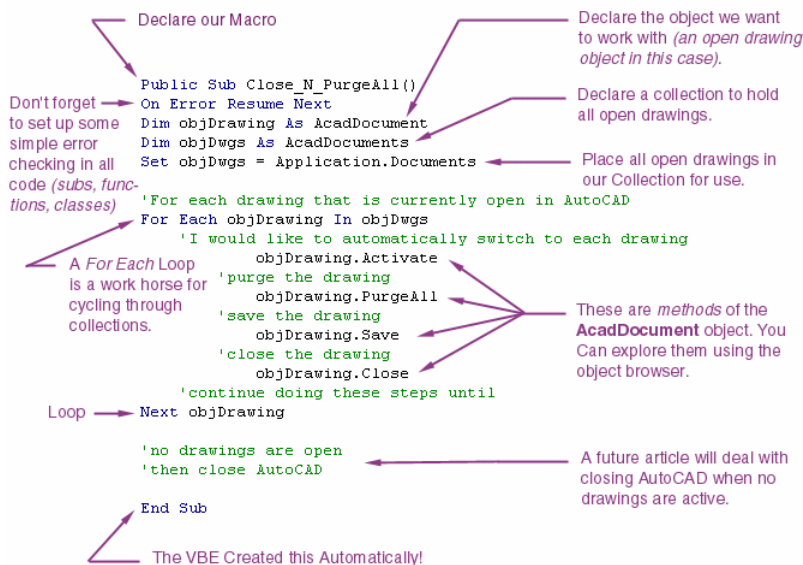 Declare our Macro
Declare the object we want
to work with (an open drawing
object in this case).
Public Sub Close_N_PurgeAll()
Don't forget
to set up some
simple error
checking in all
code (subs, func-
tions, classes)
On Error Resume Next
Dim objDrawing As AcadDocument
Dim objDwgs As AcadDocuments
Set objDwgs = Application.Documents
Declare a collection to hold
all open drawings.
Place all open drawings in
our Collection for use.
'For each drawing that is currently open in AutoCAD
For Each objDrawing In objDwgs
'I would like to automatically switch to each drawing
objDrawing.Activate
'purge the drawing
objDrawing.PurgeAll
'save the drawing
objDrawing.Save
'close the drawing
objDrawing.Close
'continue doing these steps until
A For Each Loop
is a work horse for
cycling through
collections.
These are methods of the
AcadDocument object. You
Can explore them using the
object browser.
Loop
Next objDrawing
'no drawings are open
'then close AutoCAD
A future article will deal with
closing AutoCAD when no
drawings are active.
End Sub
The VBE Created this Automatically!